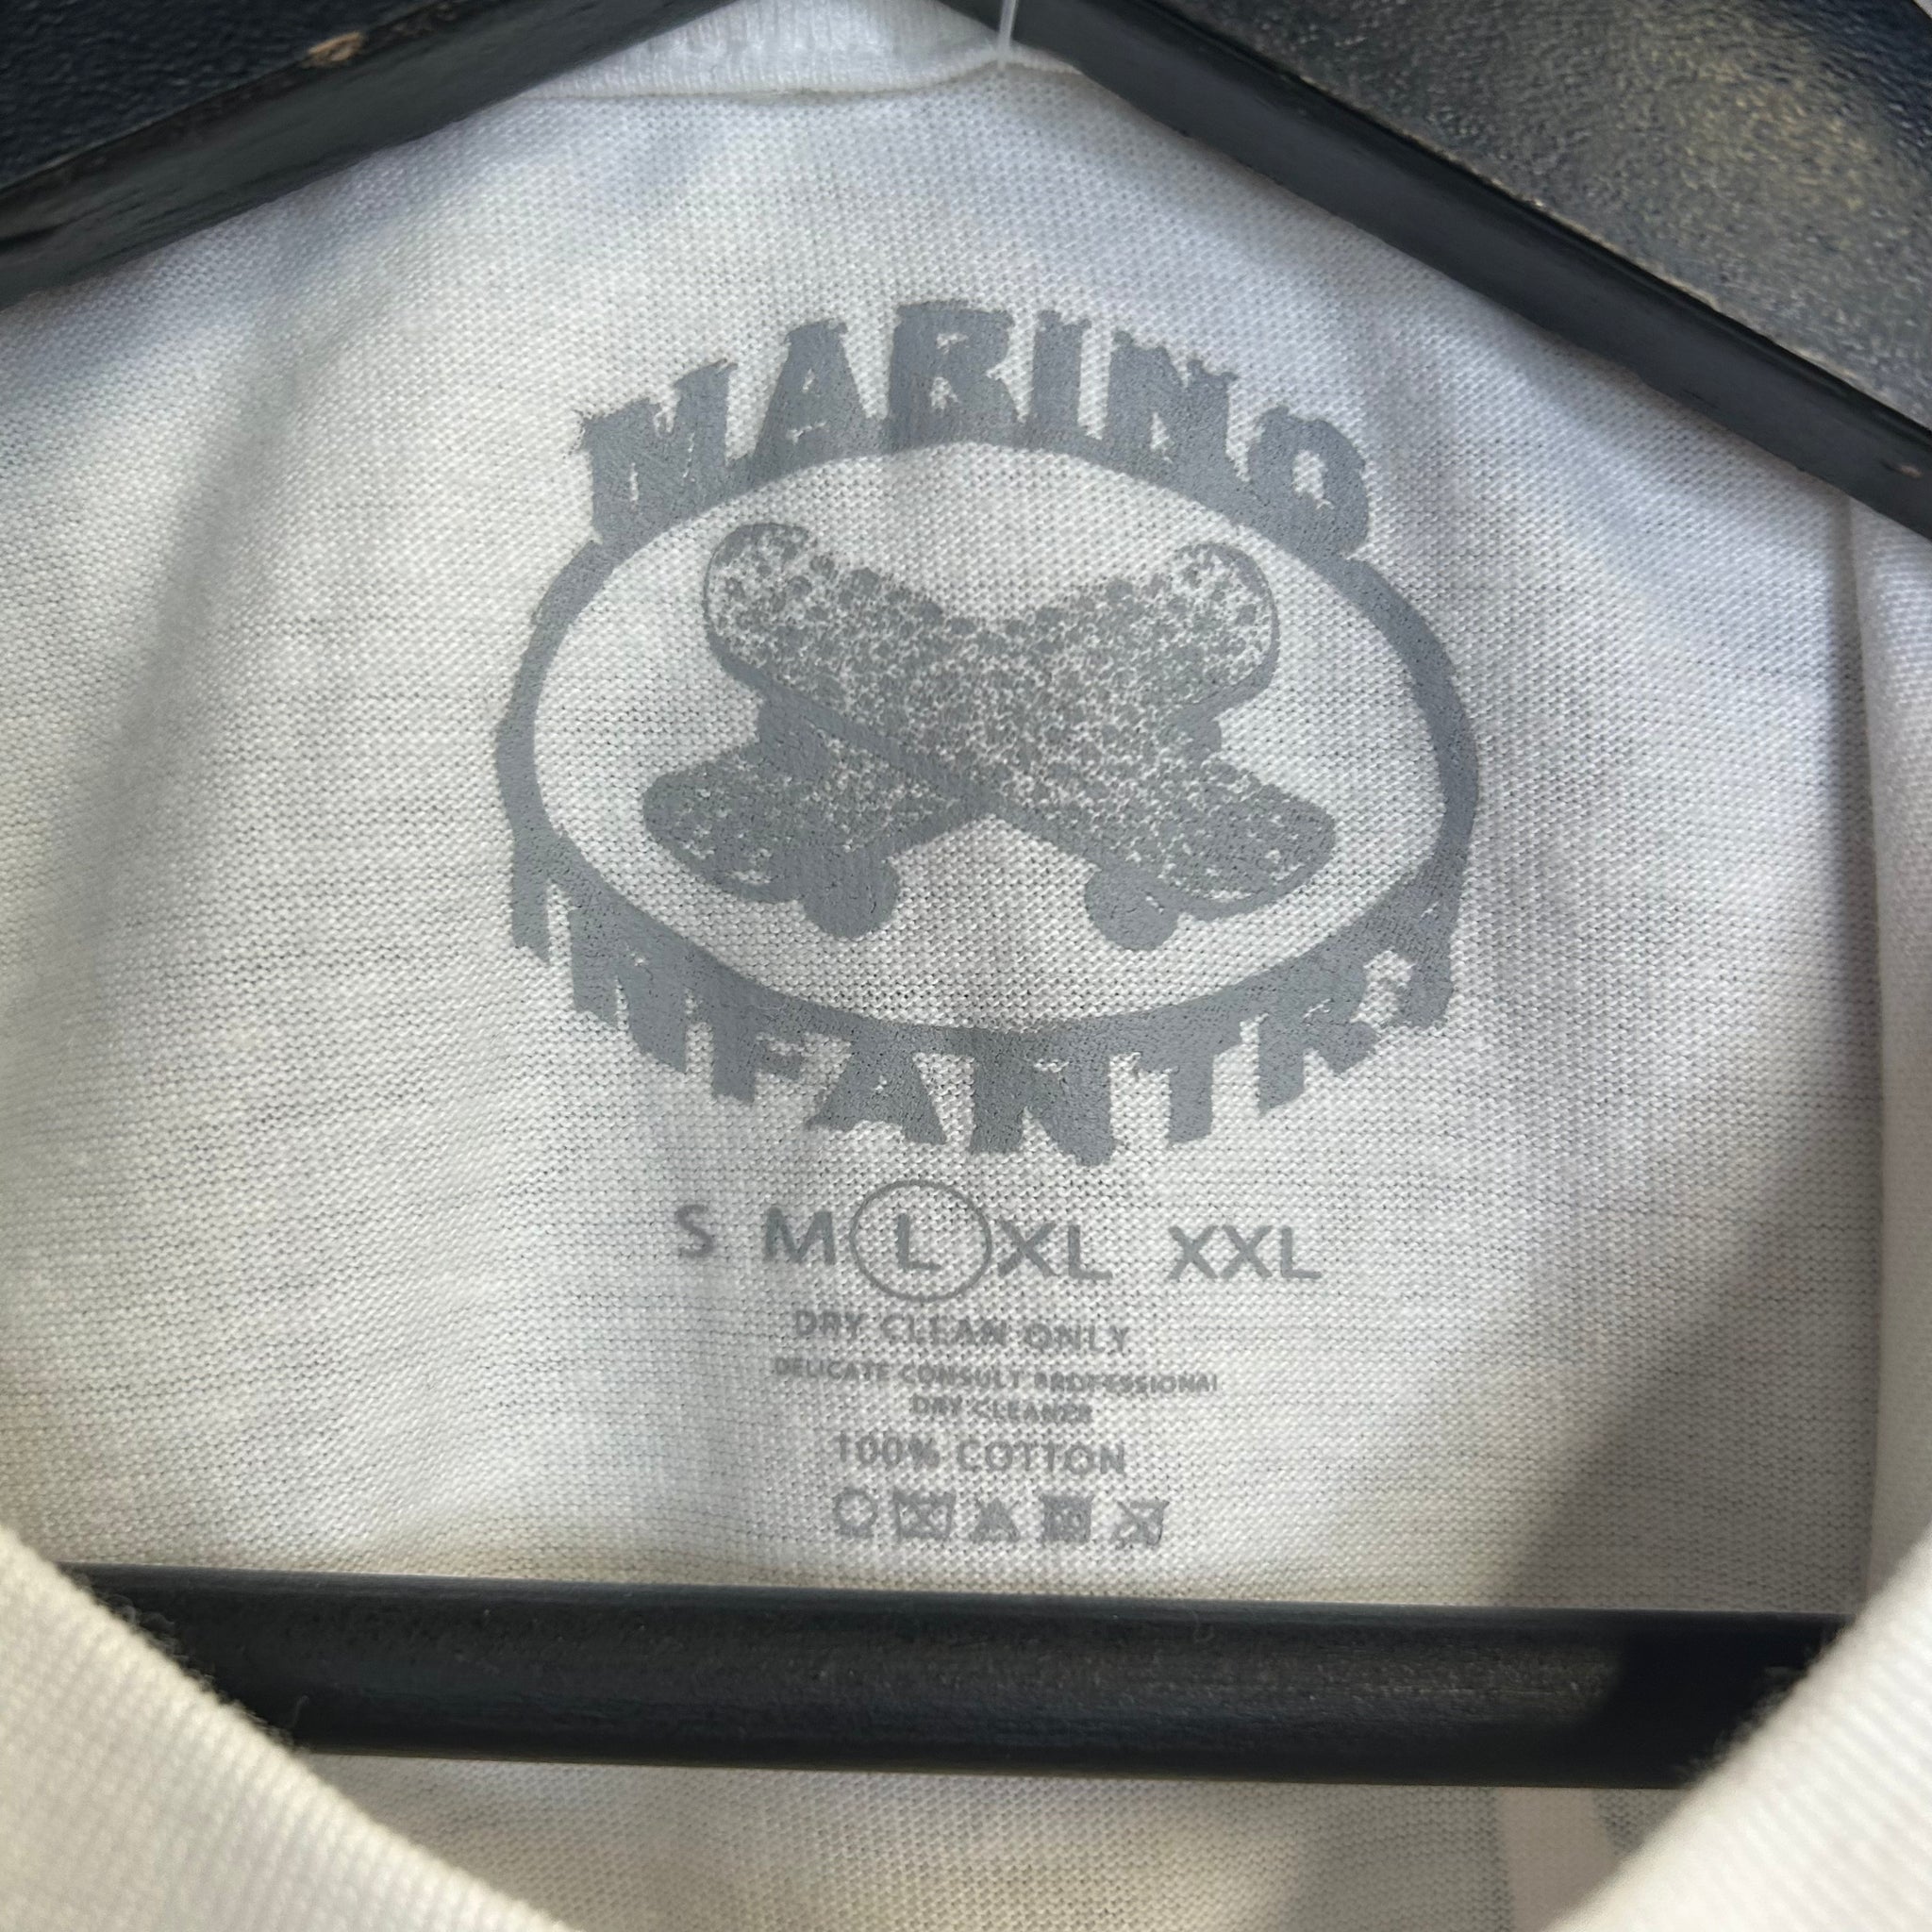 MARINO
INFANTRY
S M L XL XXL
DRY CLEAN ONLY
DELICATE CONSULT PROFESSIONAL
DRY CLEANER
100% COTTON